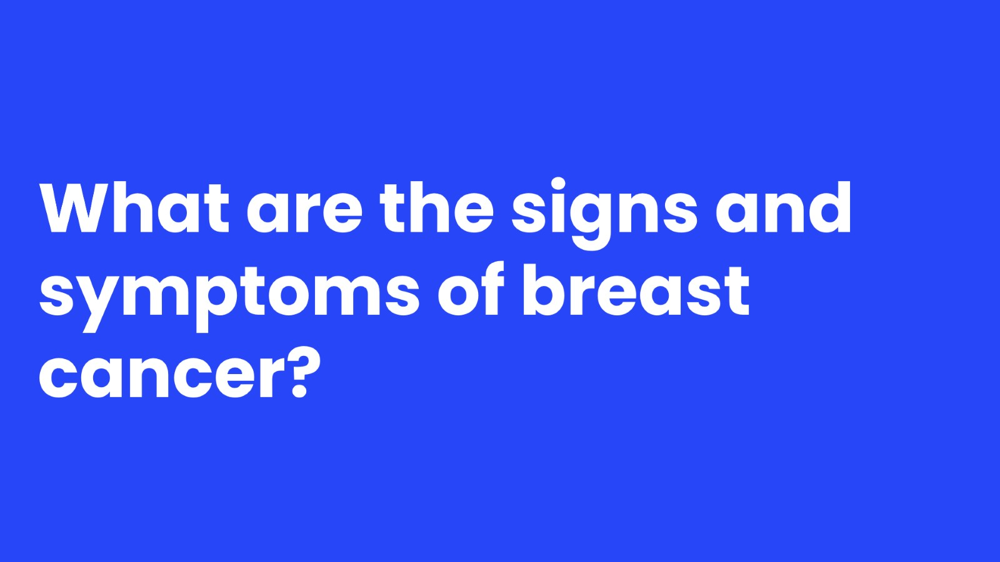 What are the signs and
symptoms of breast
cancer?